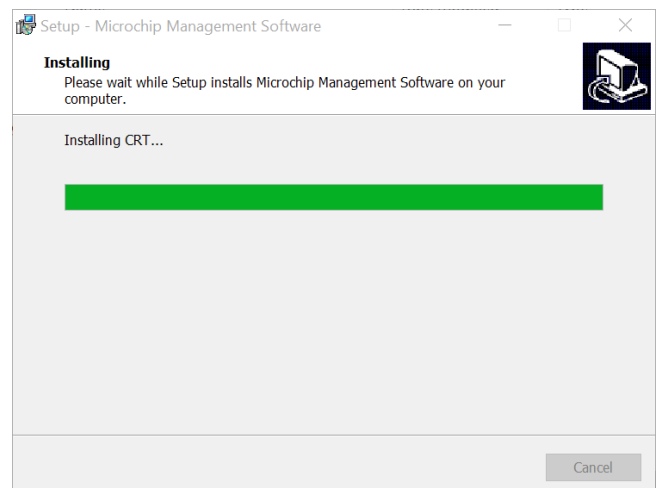 Setup - Microchip Management Software
Installing
Please wait while Setup installs Microchip Management Software on your
computer.
Installing CRT...
Cancel